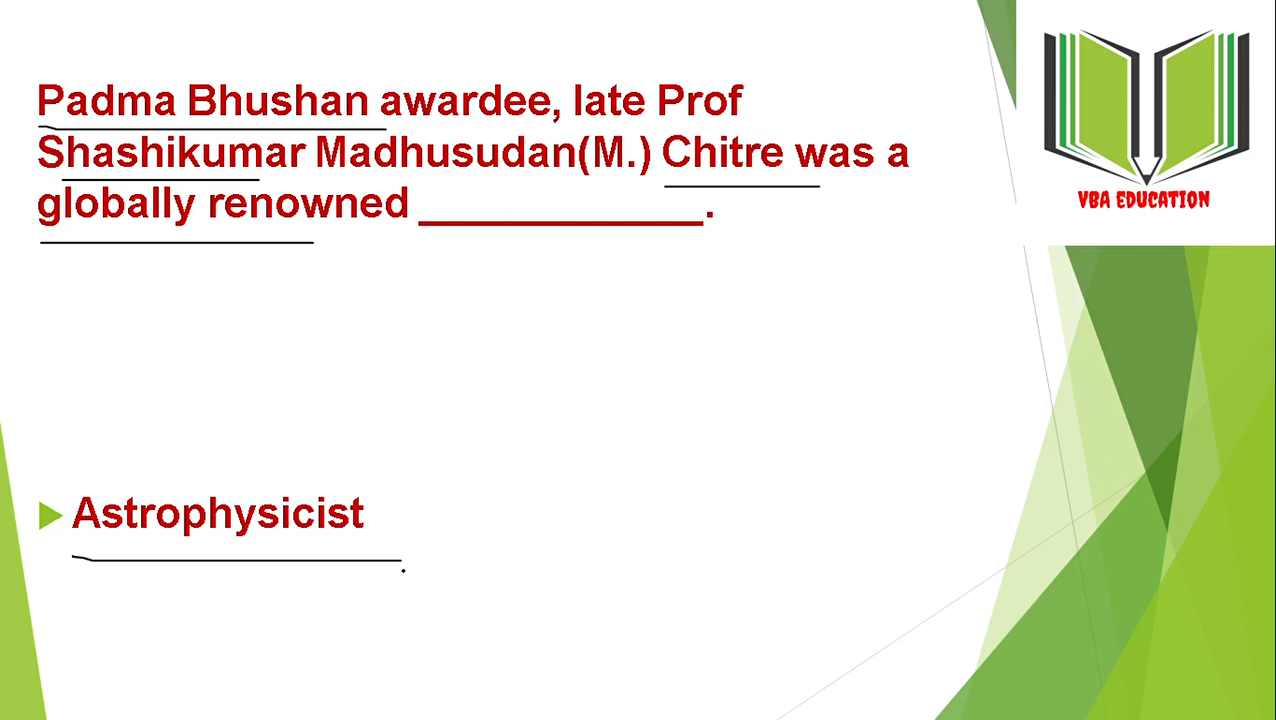 Padma Bhushan awardee, late Prof
Shashikumar Madhusudan(M.) Chitre was a
globally renowned ____________.
VBA EDUCATION
Astrophysicist